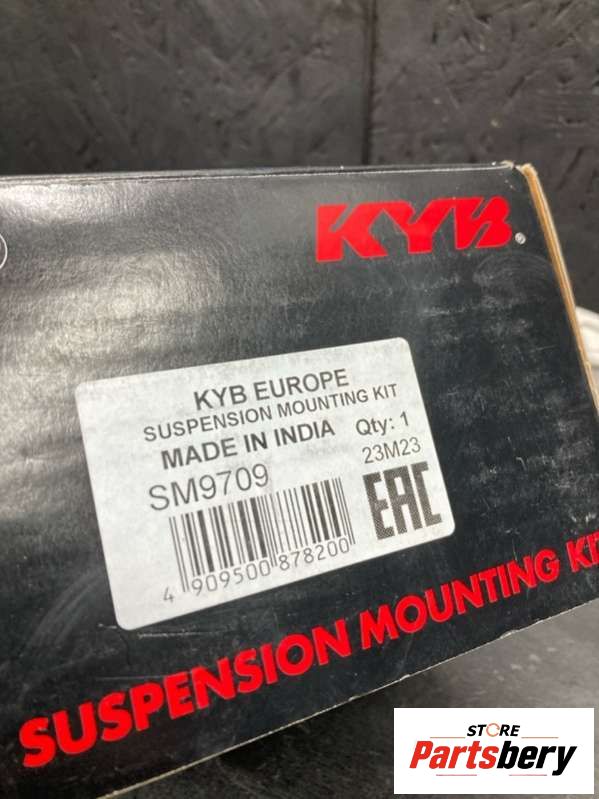 KYB®
KYB EUROPE
SUSPENSION MOUNTING KIT
MADE IN INDIA Qty: 1
SM9709 23M23
EAC
4 909500 878200
SUSPENSION MOUNTING KIT
STORE
Partsbery